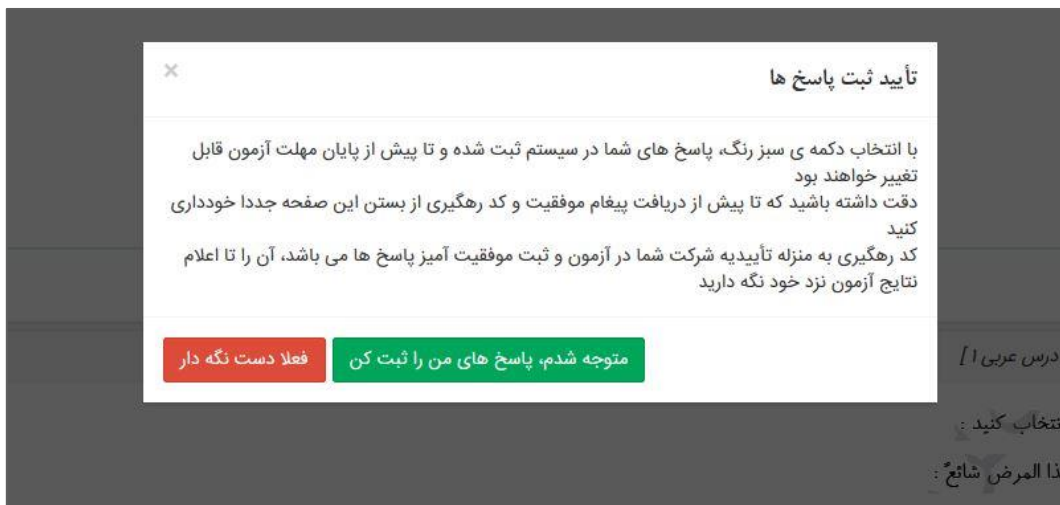 تأیید ثبت پاسخ ها
با انتخاب دکمه ی سبز رنگ، پاسخ های شما در سیستم ثبت شده و تا پیش از پایان مهلت آزمون قابل
تغییر خواهند بود
دقت داشته باشید که تا پیش از دریافت پیغام موفقیت و کد رهگیری از بستن این صفحه جددا خودداری
کنید
کد رهگیری به منزله تأییدیه شرکت شما در آزمون و ثبت موفقیت آمیز پاسخ ها می باشد، آن را تا اعلام
نتایج آزمون نزد خود نگه دارید
متوجه شدم، پاسخ های من را ثبت کن
فعلا دست نگه دار
درس عربی ۱ ]
کنید :
المرض شائعٌ :